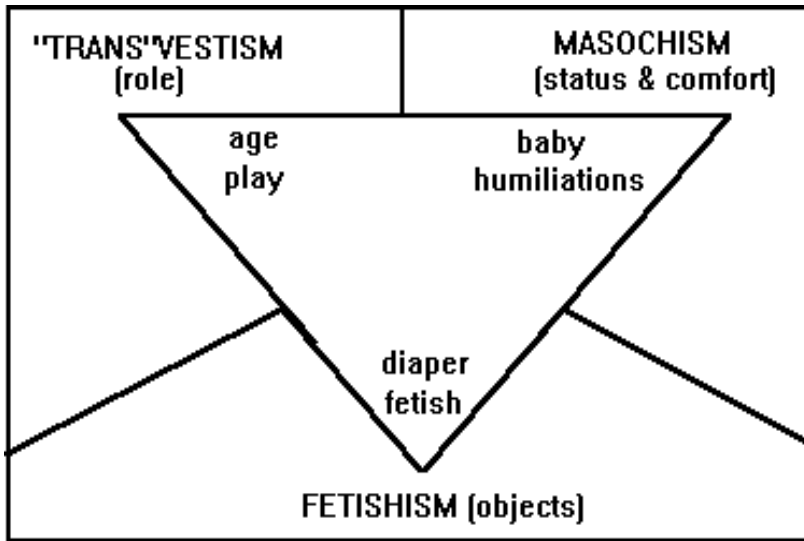 "TRANS"VESTISM
(role)
MASOCHISM
(status & comfort)
age
play
baby
humiliations
diaper
fetish
FETISHISM (objects)